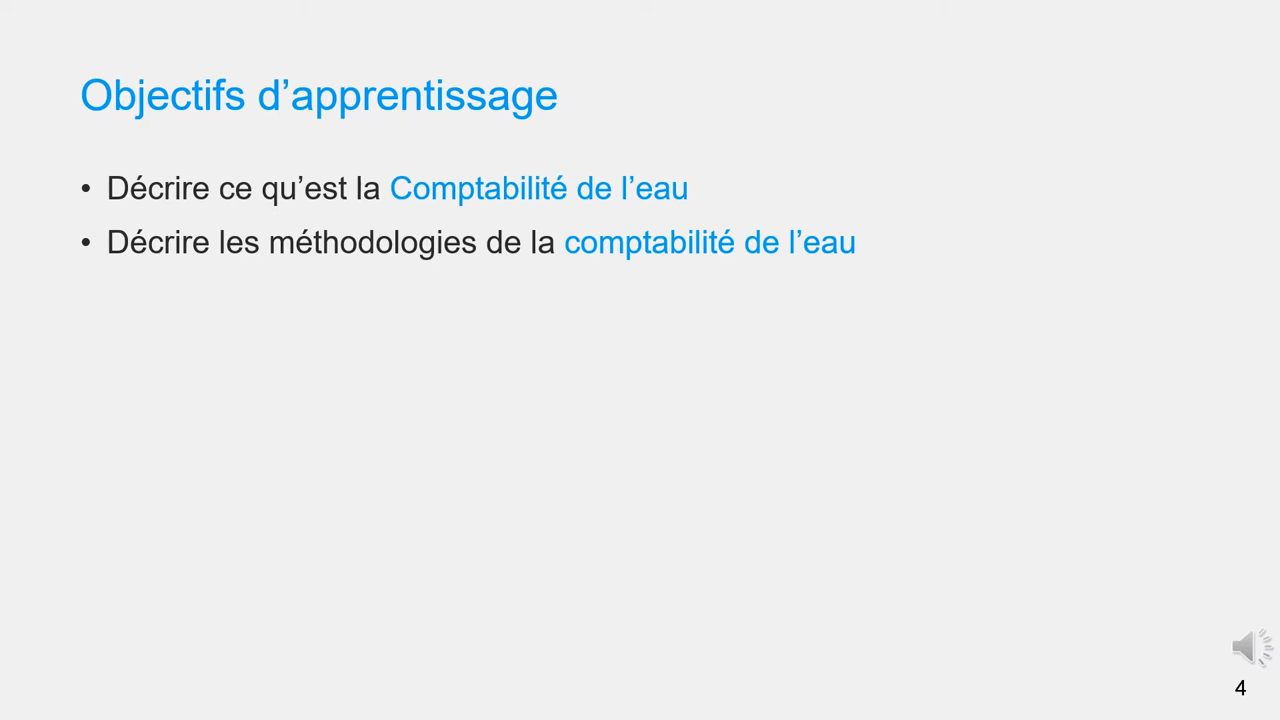 Objectifs d’apprentissage
• Décrire ce qu’est la Comptabilité de l’eau
• Décrire les méthodologies de la comptabilité de l’eau
4